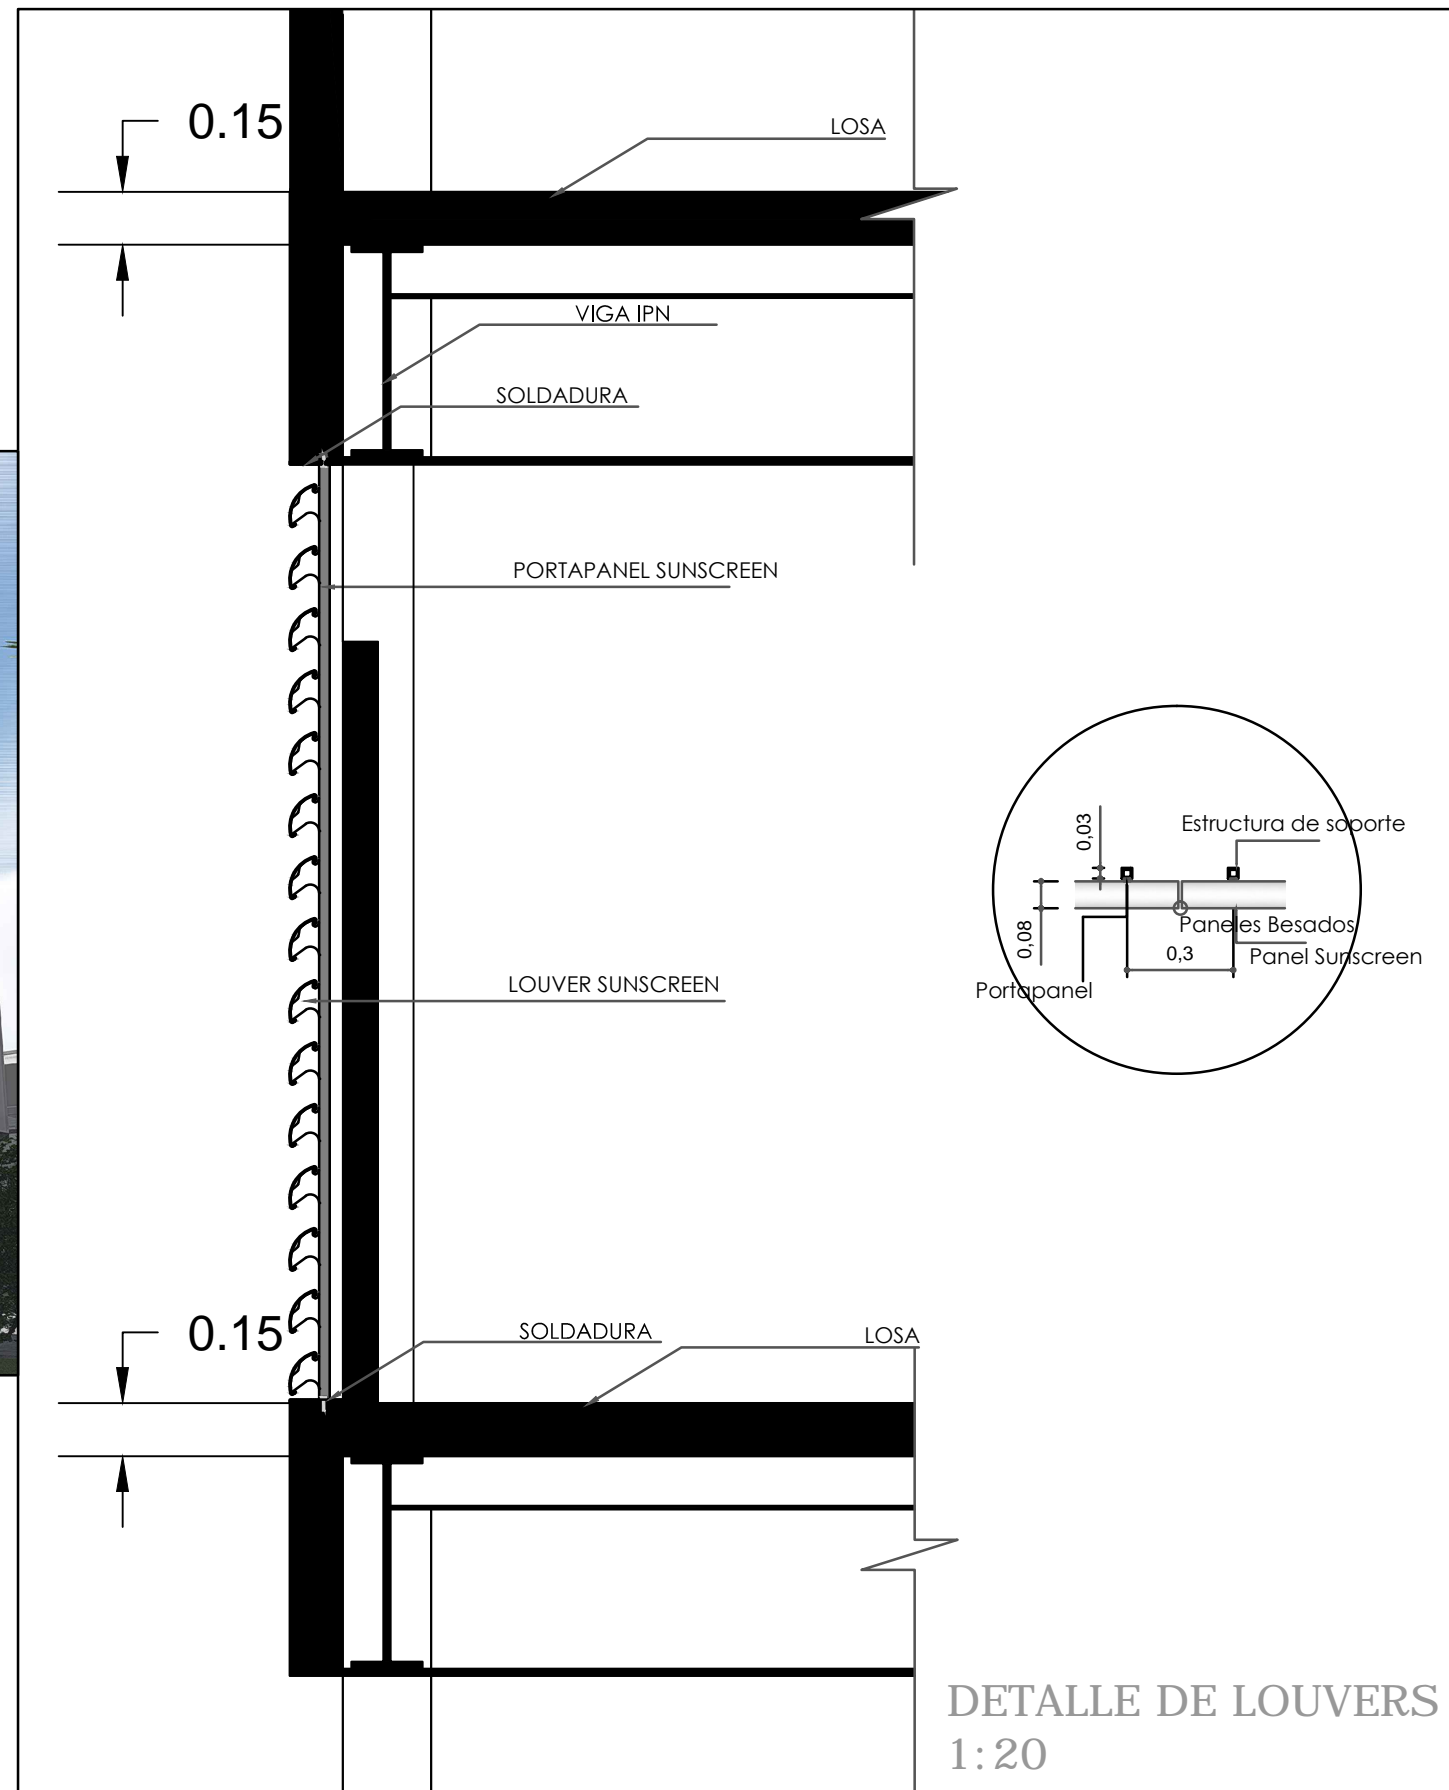 0.15
LOSA
VIGA IPN
SOLDADURA
PORTAPANEL SUNSCREEN
0,03
Estructura de soporte
0,08
Paneles Besados
0,3
Panel Sunscreen
Portapanel
LOUVER SUNSCREEN
0.15
SOLDADURA
LOSA
DETALLE DE LOUVERS
1:20